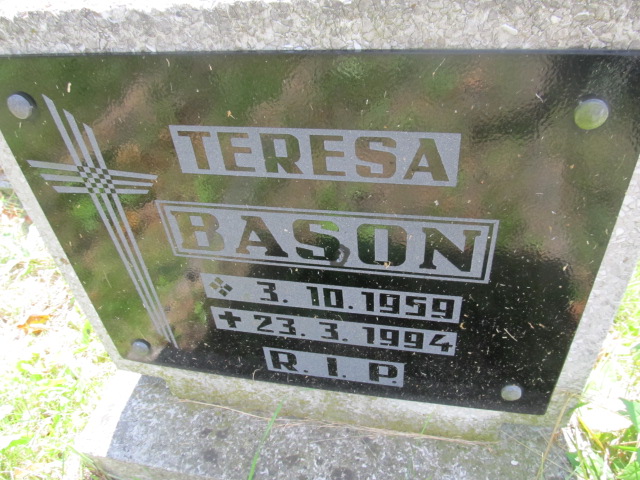 TERESA
BASON
3. 10. 1959
✝ 23. 3. 1994
R. I. P.